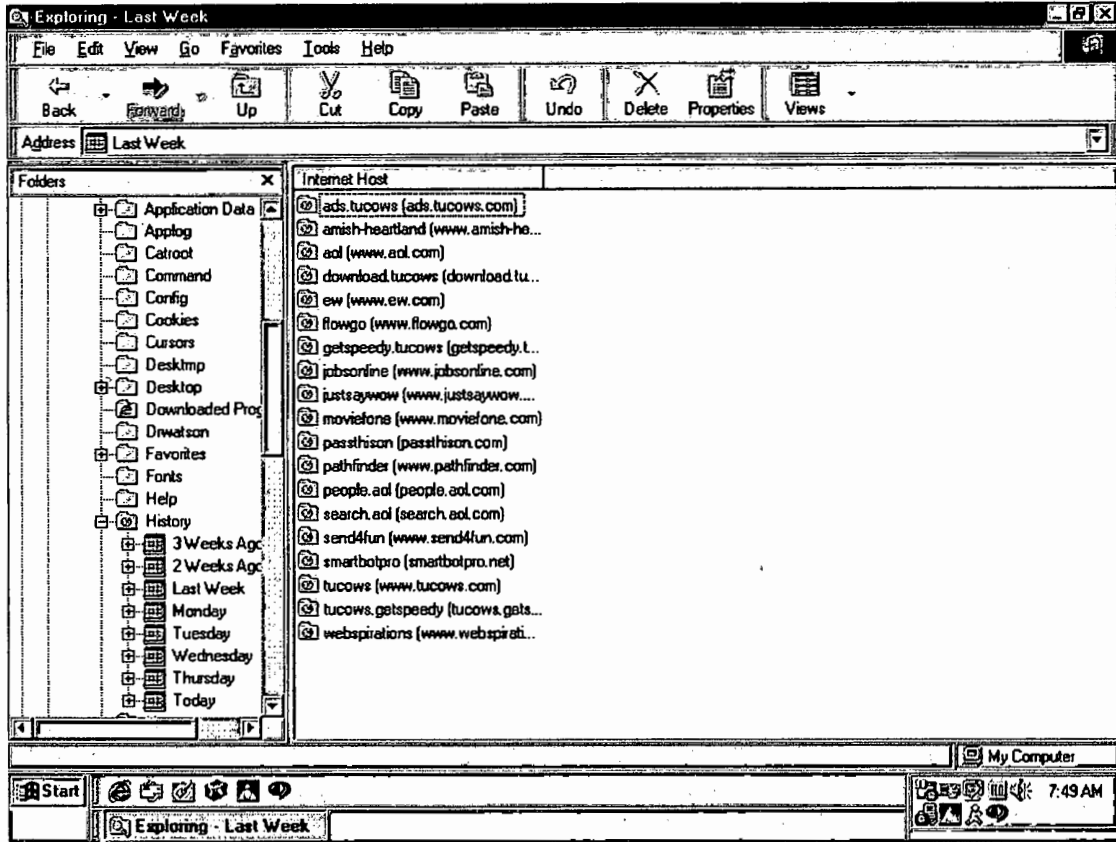 Exploring - Last Week
File Edit View Go Favorites Tools Help
Back Forward Up Cut Copy Paste Undo Delete Properties Views
Address Last Week
Folders
Application Data
Applog
Catroot
Command
Config
Cookies
Cursors
Desktmp
Desktop
Downloaded Prog
Drwatson
Favorites
Fonts
Help
History
3 Weeks Ago
2 Weeks Ago
Last Week
Monday
Tuesday
Wednesday
Thursday
Today
Internet Host
ads.tucows (ads.tucows.com)
amish-heartland (www.amish-he...
aol (www.aol.com)
download.tucows (download.tu...
ew (www.ew.com)
flowgo (www.flowgo.com)
getspeedy.tucows (getspeedy.t...
jobsonline (www.jobsonline.com)
justsaywow (www.justsaywow....
moviefone (www.moviefone.com)
passthison (passthison.com)
pathfinder (www.pathfinder.com)
people.aol (people.aol.com)
search.aol (search.aol.com)
send4fun (www.send4fun.com)
smartbotpro (smartbotpro.net)
tucows (www.tucows.com)
tucows.getspeedy (tucows.gets...
webspirations (www.webspirati...
My Computer
Start
7:49 AM
Exploring - Last Week